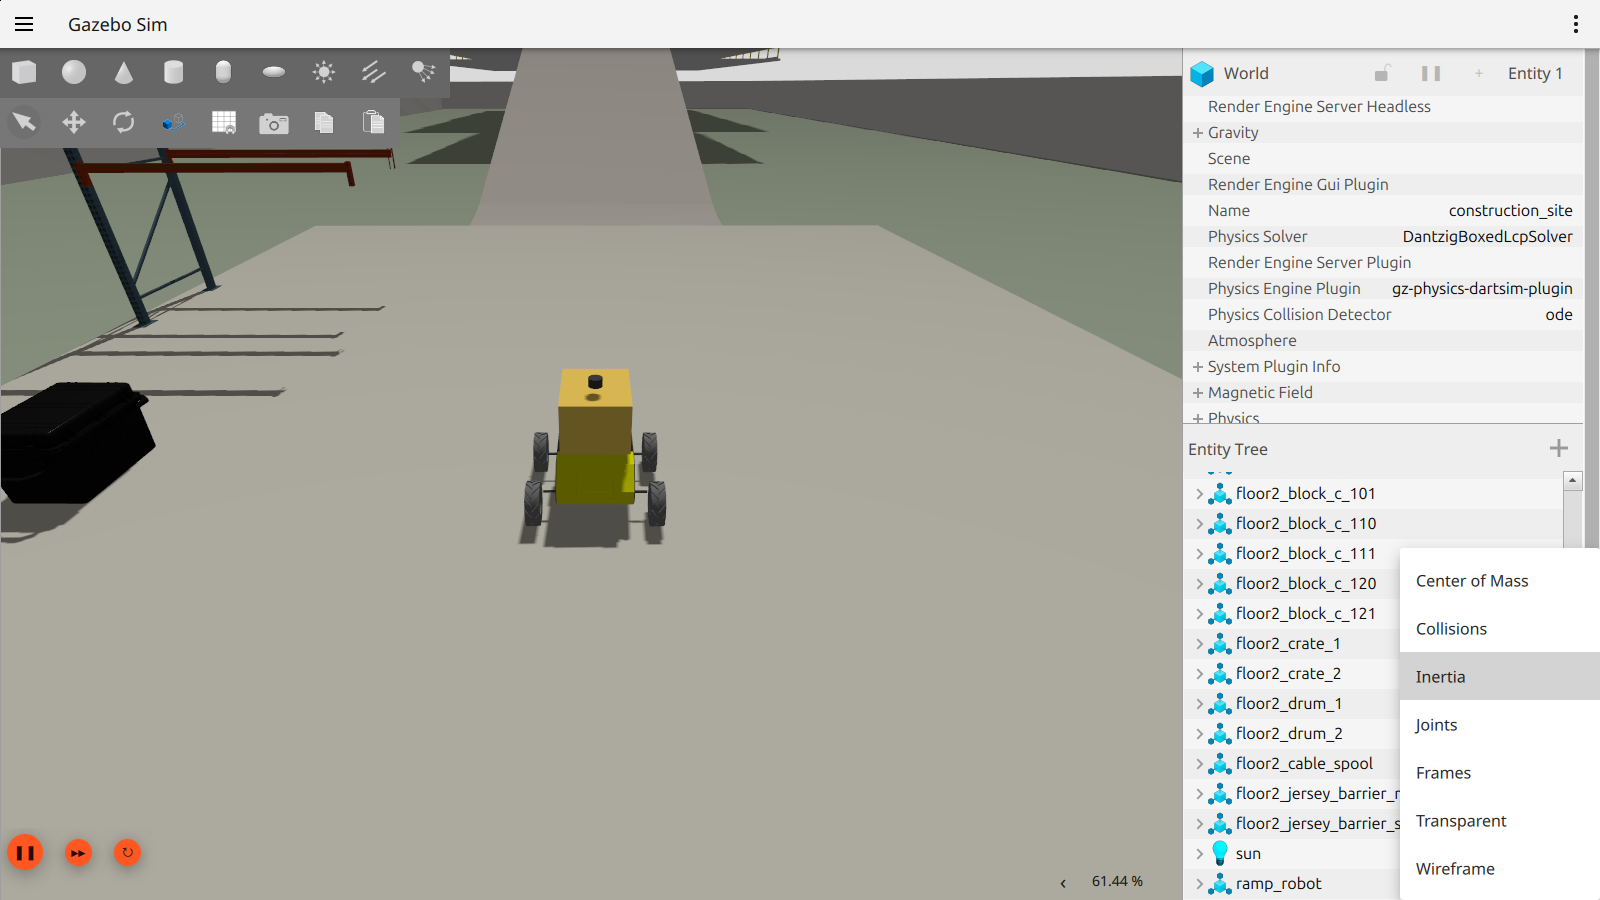 Gazebo Sim
World
Entity 1
Render Engine Server Headless
Gravity
Scene
Render Engine Gui Plugin
Name construction_site
Physics Solver DantzigBoxedLcpSolver
Render Engine Server Plugin
Physics Engine Plugin gz-physics-dartsim-plugin
Physics Collision Detector ode
Atmosphere
System Plugin Info
Magnetic Field
Physics
Entity Tree
floor2_block_c_101
floor2_block_c_110
floor2_block_c_111
floor2_block_c_120
floor2_block_c_121
floor2_crate_1
floor2_crate_2
floor2_drum_1
floor2_drum_2
floor2_cable_spool
floor2_jersey_barrier_r
floor2_jersey_barrier_s
sun
ramp_robot
Center of Mass
Collisions
Inertia
Joints
Frames
Transparent
Wireframe
61.44 %